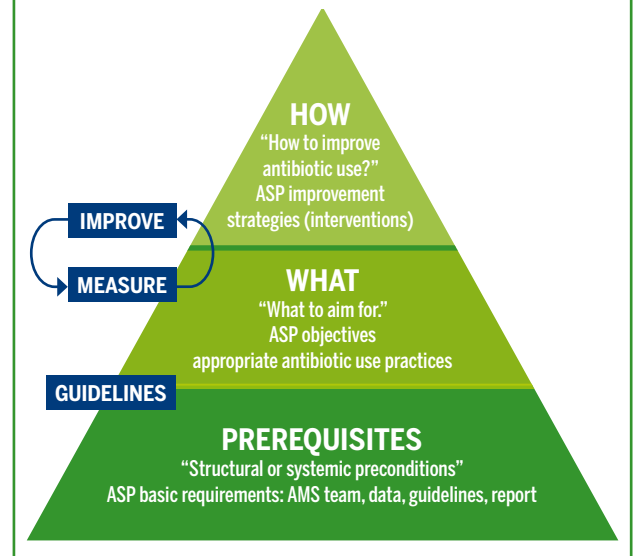 HOW
“How to improve
antibiotic use?”
ASP improvement
strategies (interventions)
IMPROVE
MEASURE
WHAT
“What to aim for.”
ASP objectives
appropriate antibiotic use practices
GUIDELINES
PREREQUISITES
“Structural or systemic preconditions”
ASP basic requirements: AMS team, data, guidelines, report